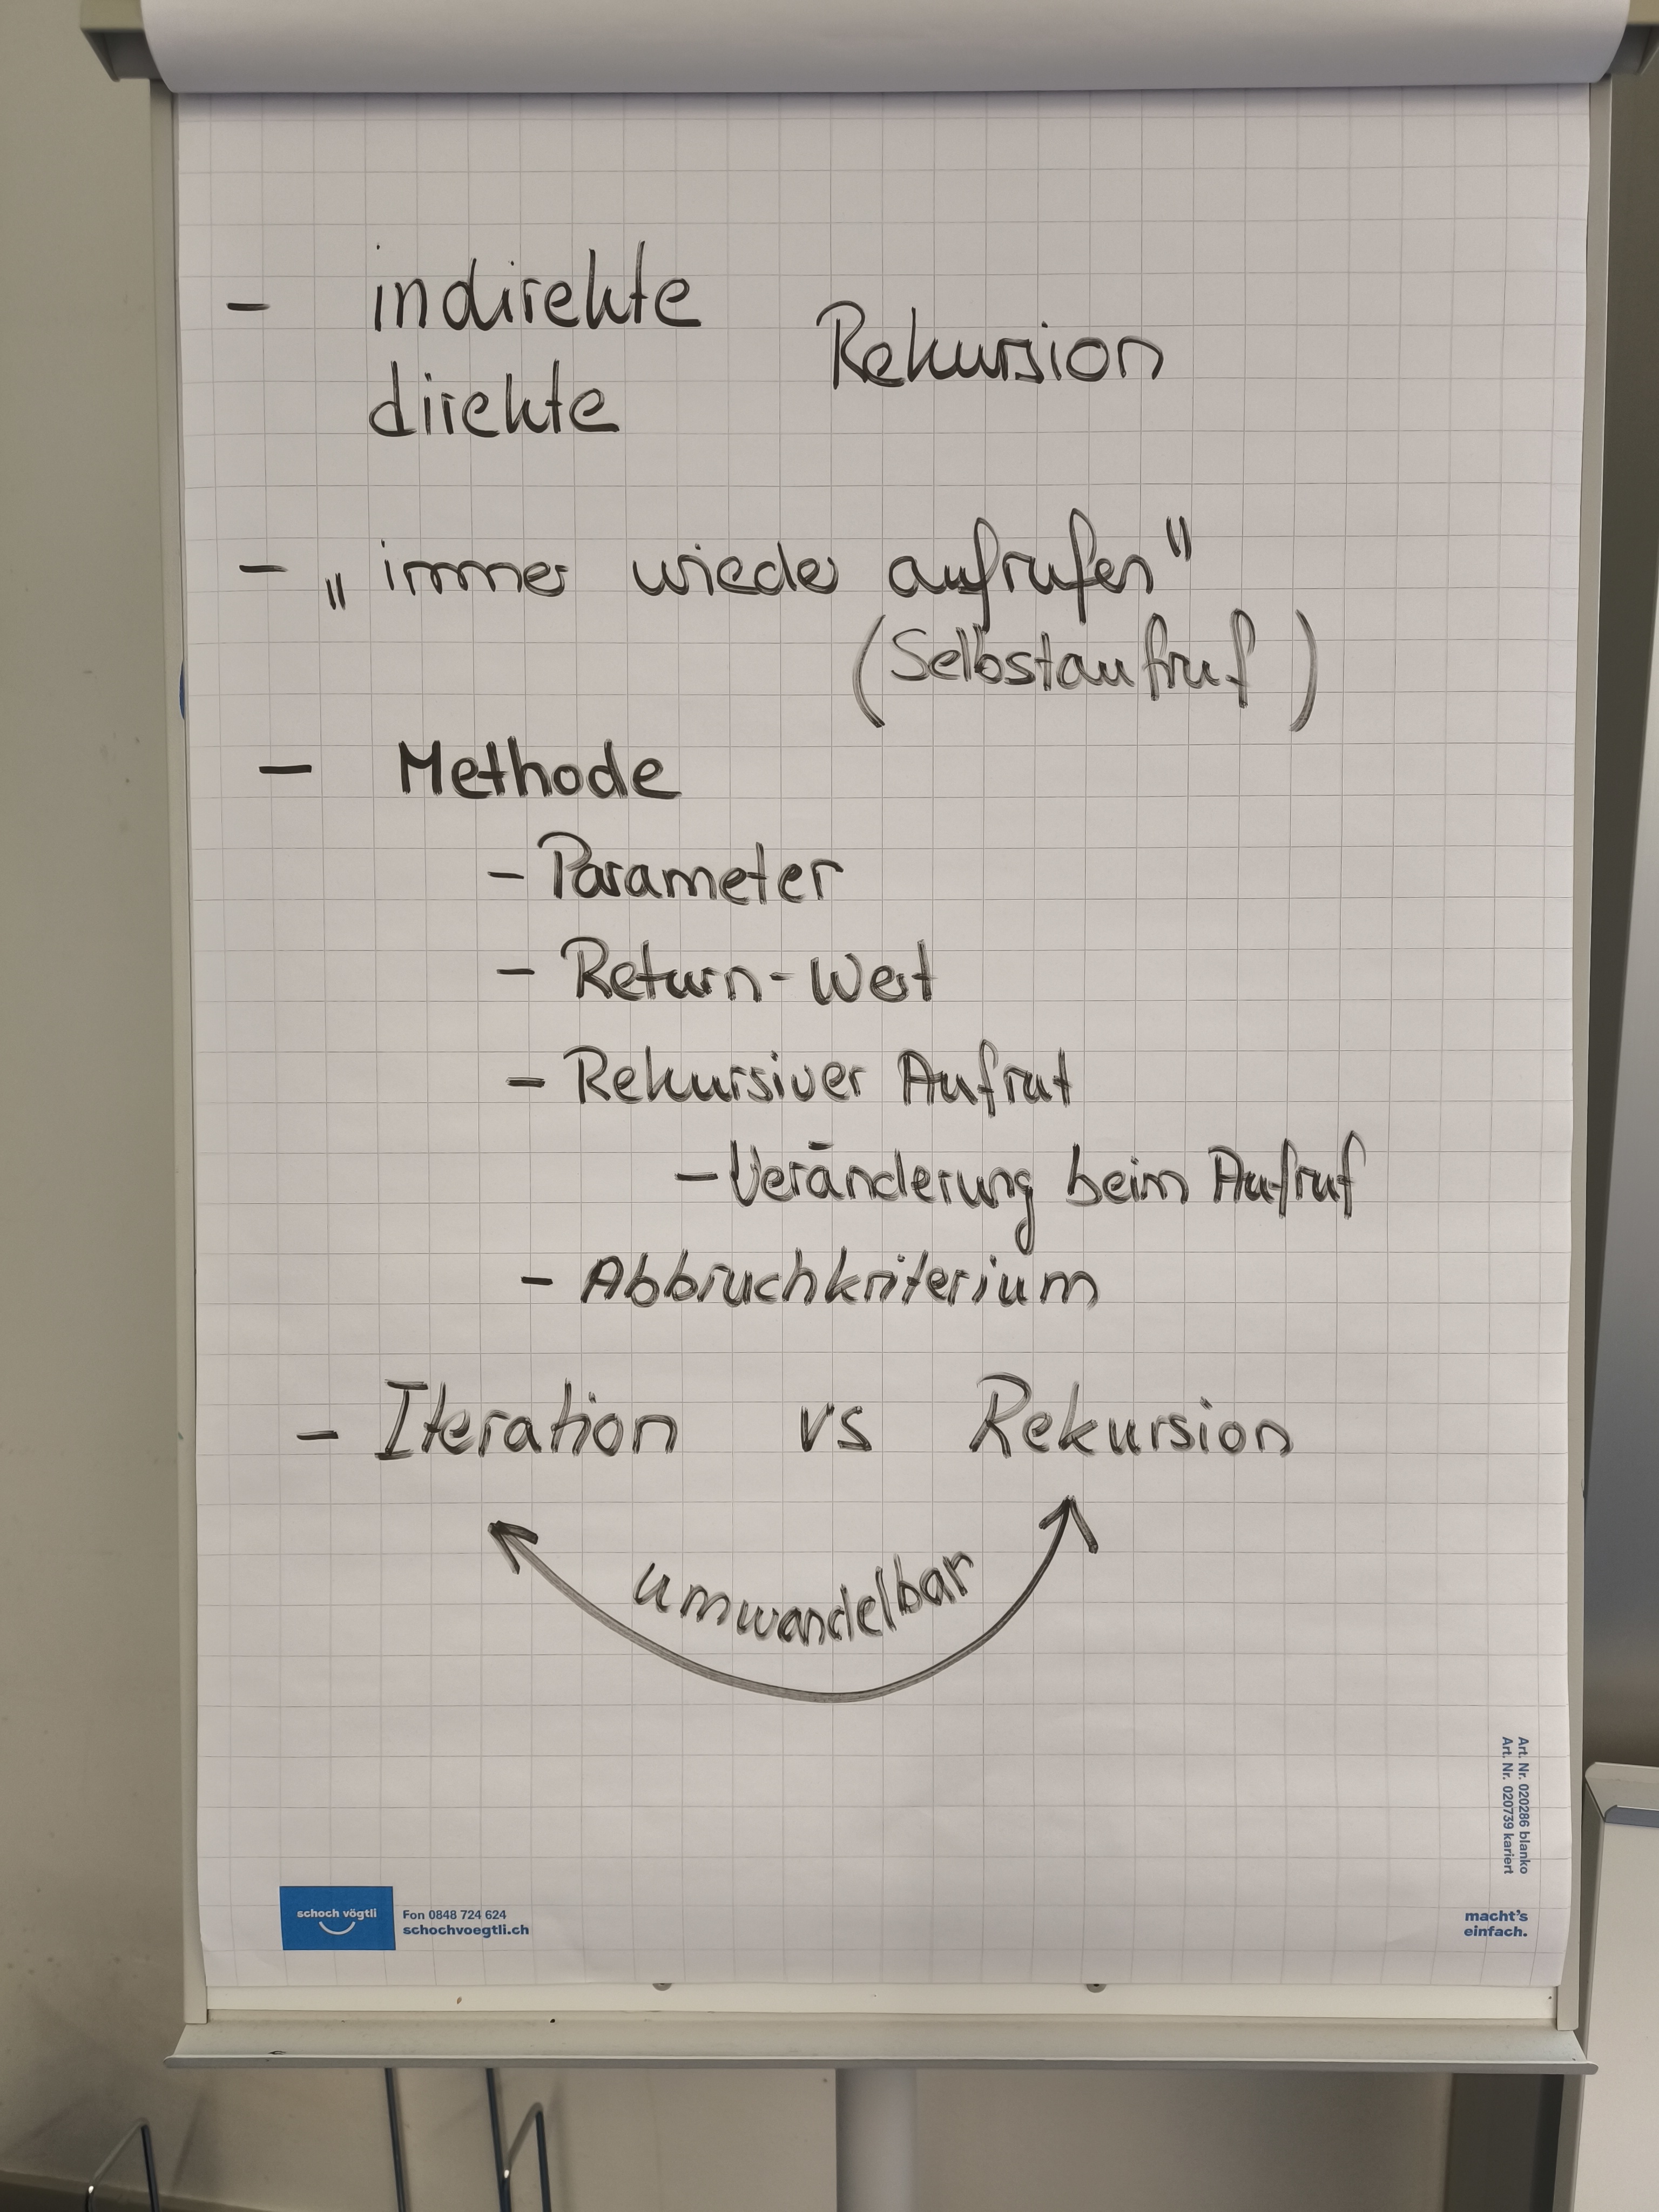 - indirekte
Rekursion
direkte
- „immer wieder aufrufen"
(Selbstaufruf)
- Methode
- Parameter
- Return-Wert
- Rekursiver Aufruf
- Veränderung beim Aufruf
- Abbruchkriterium
- Iteration vs Rekursion
umwandelbar
Art. Nr. 020286 blanko
Art. Nr. 020739 kariert
schoch vögtli
Fon 0848 724 624
schochvoegtli.ch
macht's
einfach.